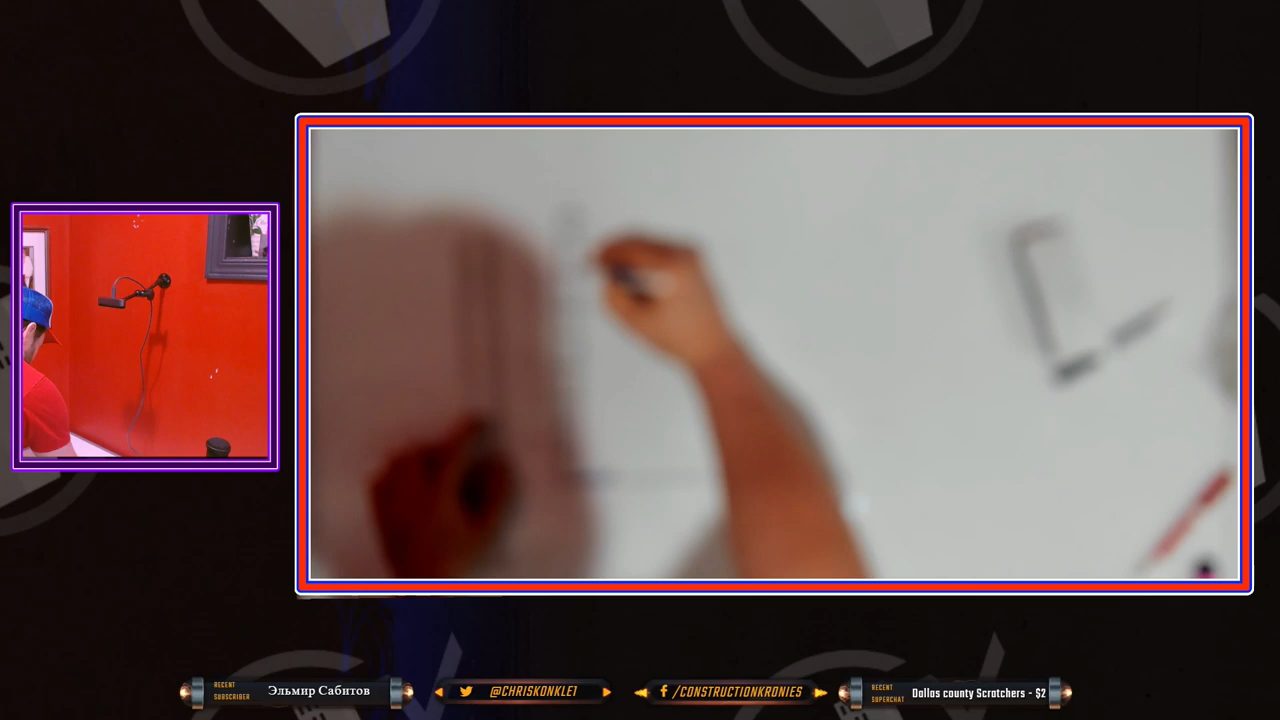 RECENT
SUBSCRIBER
Эльмир Сабитов
@CHRISKONKLE1
/CONSTRUCTIONKRONIES
RECENT
SUPERCHAT
Dallas county Scratchers - $2